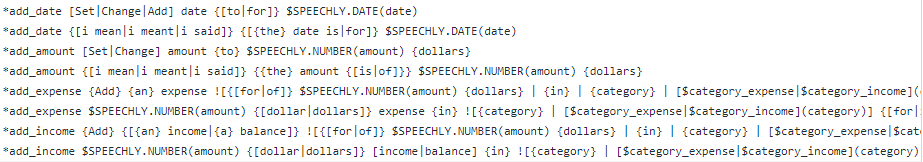 *add_date [Set|Change|Add] date {[to|for]} $SPEECHLY.DATE(date)
*add_date {[i mean|i meant|i said]} {[{the} date is|for]} $SPEECHLY.DATE(date)
*add_amount [Set|Change] amount {to} $SPEECHLY.NUMBER(amount) {dollars}
*add_amount {[i mean|i meant|i said]} {{the} amount {[is|of]}} $SPEECHLY.NUMBER(amount) {dollars}
*add_expense {Add} {an} expense ![{[for|of]} $SPEECHLY.NUMBER(amount) {dollars} | {in} | {category} | [$category_expense|$category_income](
*add_expense $SPEECHLY.NUMBER(amount) {[dollar|dollars]} expense {in} ![{category} | [$category_expense|$category_income](category)] {[for|
*add_income {Add} {[{an} income|{a} balance]} ![{[for|of]} $SPEECHLY.NUMBER(amount) {dollars} | {in} | {category} | [$category_expense|$cate
*add_income $SPEECHLY.NUMBER(amount) {[dollar|dollars]} [income|balance] {in} ![{category} | [$category_expense|$category_income](category)